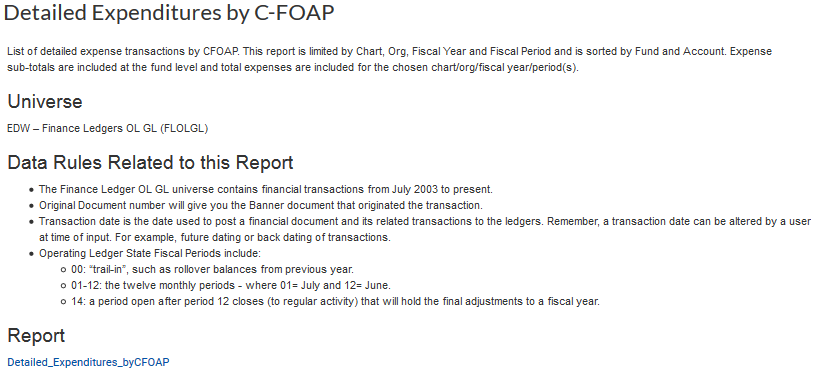 Detailed Expenditures by C-FOAP
List of detailed expense transactions by CFOAP. This report is limited by Chart, Org, Fiscal Year and Fiscal Period and is sorted by Fund and Account. Expense
sub-totals are included at the fund level and total expenses are included for the chosen chart/org/fiscal year/period(s).
Universe
EDW – Finance Ledgers OL GL (FLOLGL)
Data Rules Related to this Report
• The Finance Ledger OL GL universe contains financial transactions from July 2003 to present.
• Original Document number will give you the Banner document that originated the transaction.
• Transaction date is the date used to post a financial document and its related transactions to the ledgers. Remember, a transaction date can be altered by a user
at time of input. For example, future dating or back dating of transactions.
• Operating Ledger State Fiscal Periods include:
○ 00: “trail-in”, such as rollover balances from previous year.
○ 01-12: the twelve monthly periods - where 01= July and 12= June.
○ 14: a period open after period 12 closes (to regular activity) that will hold the final adjustments to a fiscal year.
Report
Detailed_Expenditures_byCFOAP